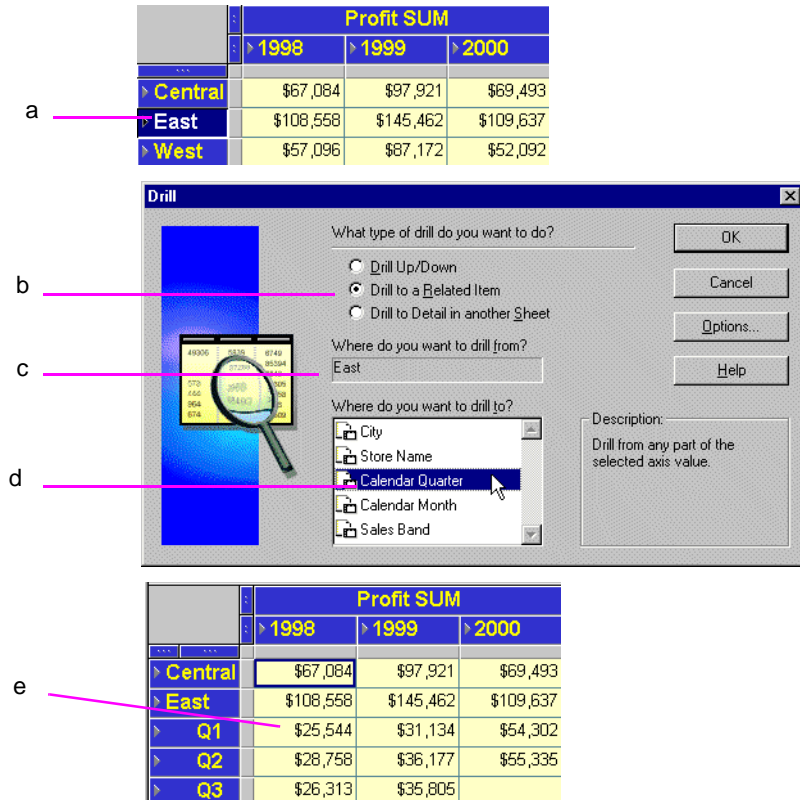 Profit SUM
1998 1999 2000
Central $67,084 $97,921 $69,493
a
East $108,558 $145,462 $109,637
West $57,096 $87,172 $52,092
Drill
What type of drill do you want to do?
OK
Drill Up/Down
b
Drill to a Related Item
Cancel
Drill to Detail in another Sheet
Options...
Where do you want to drill from?
c
East
Help
Where do you want to drill to?
City
Store Name
d
Calendar Quarter
Calendar Month
Sales Band
Description:
Drill from any part of the
selected axis value.
Profit SUM
1998 1999 2000
Central $67,084 $97,921 $69,493
e
East $108,558 $145,462 $109,637
Q1 $25,544 $31,134 $54,302
Q2 $28,758 $36,177 $55,335
Q3 $26,313 $35,805